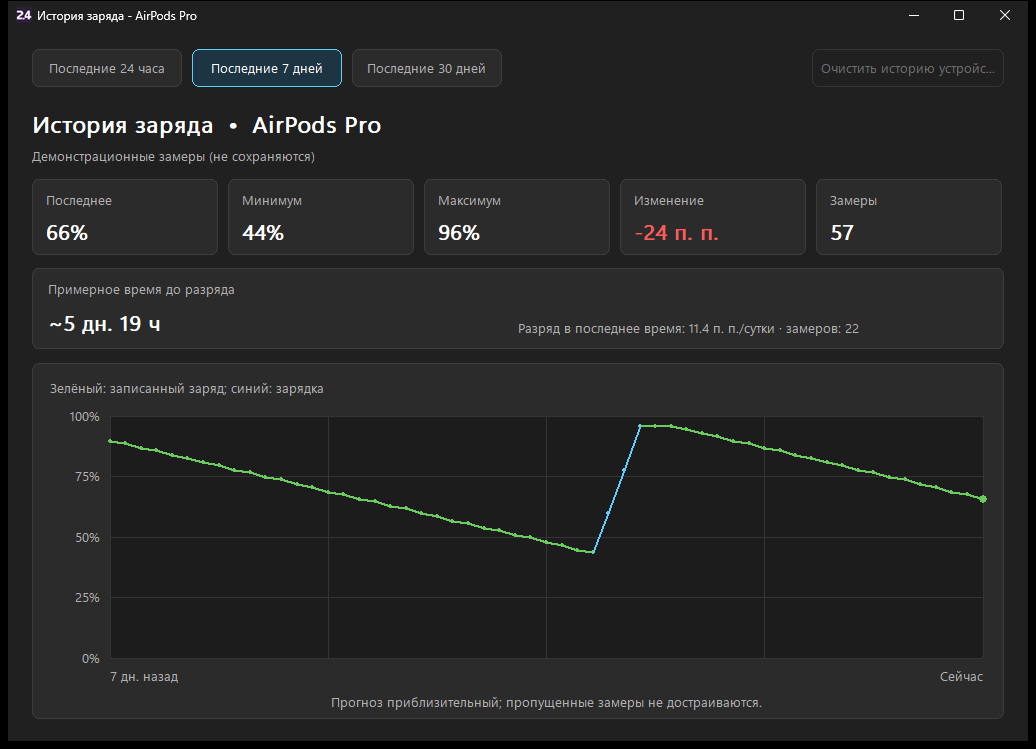 24 История заряда - AirPods Pro
Последние 24 часа
Последние 7 дней
Последние 30 дней
Очистить историю устройс...
История заряда • AirPods Pro
Демонстрационные замеры (не сохраняются)
Последнее
66%
Минимум
44%
Максимум
96%
Изменение
-24 п. п.
Замеры
57
Примерное время до разряда
~5 дн. 19 ч
Разряд в последнее время: 11.4 п. п./сутки · замеров: 22
Зелёный: записанный заряд; синий: зарядка
100%
75%
50%
25%
0%
7 дн. назад
Сейчас
Прогноз приблизительный; пропущенные замеры не достраиваются.